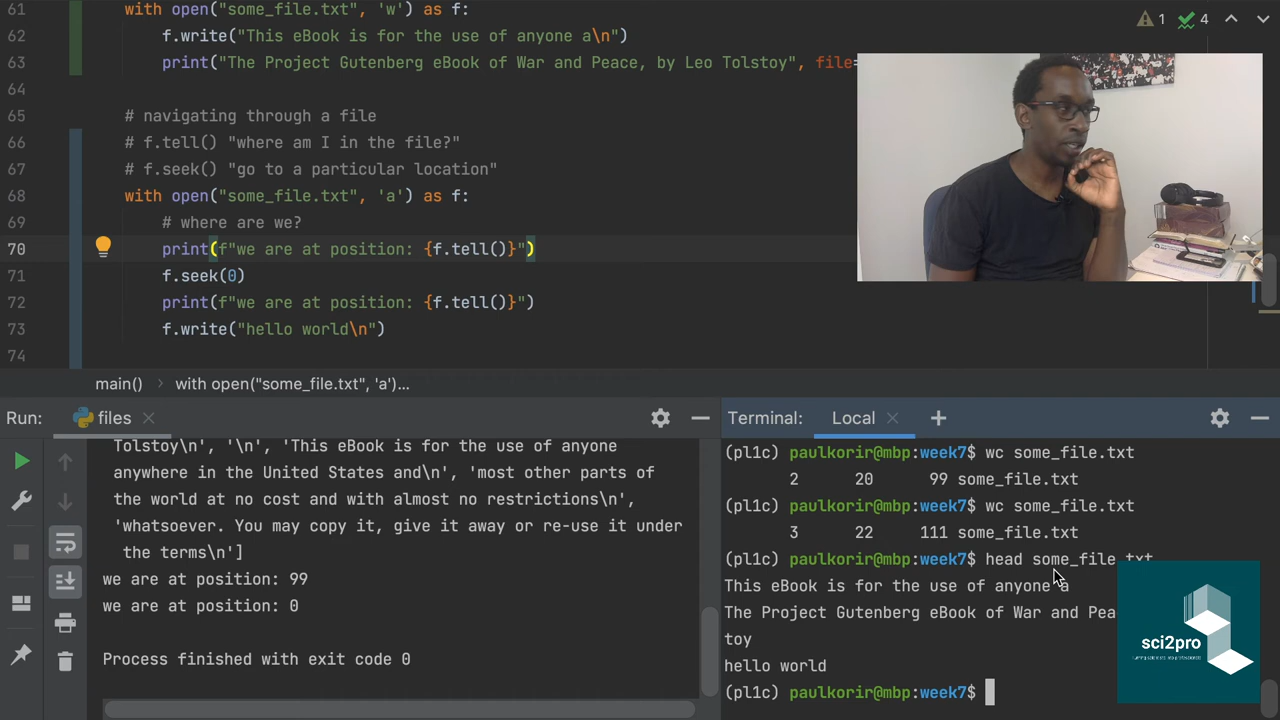 61 with open("some_file.txt", 'w') as f:
62 f.write("This eBook is for the use of anyone a\n")
63 print("The Project Gutenberg eBook of War and Peace, by Leo Tolstoy", file=
64
65 # navigating through a file
66 # f.tell() "where am I in the file?"
67 # f.seek() "go to a particular location"
68 with open("some_file.txt", 'a') as f:
69 # where are we?
70 print(f"we are at position: {f.tell()}")
71 f.seek(0)
72 print(f"we are at position: {f.tell()}")
73 f.write("hello world\n")
74
1 4
main() › with open("some_file.txt", 'a')...
Run: files
Tolstoy\n', '\n', 'This eBook is for the use of anyone
anywhere in the United States and\n', 'most other parts of
the world at no cost and with almost no restrictions\n',
'whatsoever. You may copy it, give it away or re-use it under
the terms\n']
we are at position: 99
we are at position: 0
Process finished with exit code 0
Terminal: Local
(pl1c) paulkorir@mbp:week7$ wc some_file.txt
2 20 99 some_file.txt
(pl1c) paulkorir@mbp:week7$ wc some_file.txt
3 22 111 some_file.txt
(pl1c) paulkorir@mbp:week7$ head some_file.txt
This eBook is for the use of anyone a
The Project Gutenberg eBook of War and Pea
toy
hello world
(pl1c) paulkorir@mbp:week7$
sci2pro